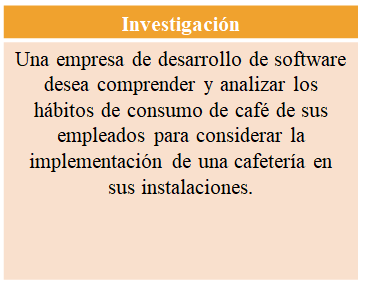 Investigación
Una empresa de desarrollo de software
desea comprender y analizar los
hábitos de consumo de café de sus
empleados para considerar la
implementación de una cafetería en
sus instalaciones.